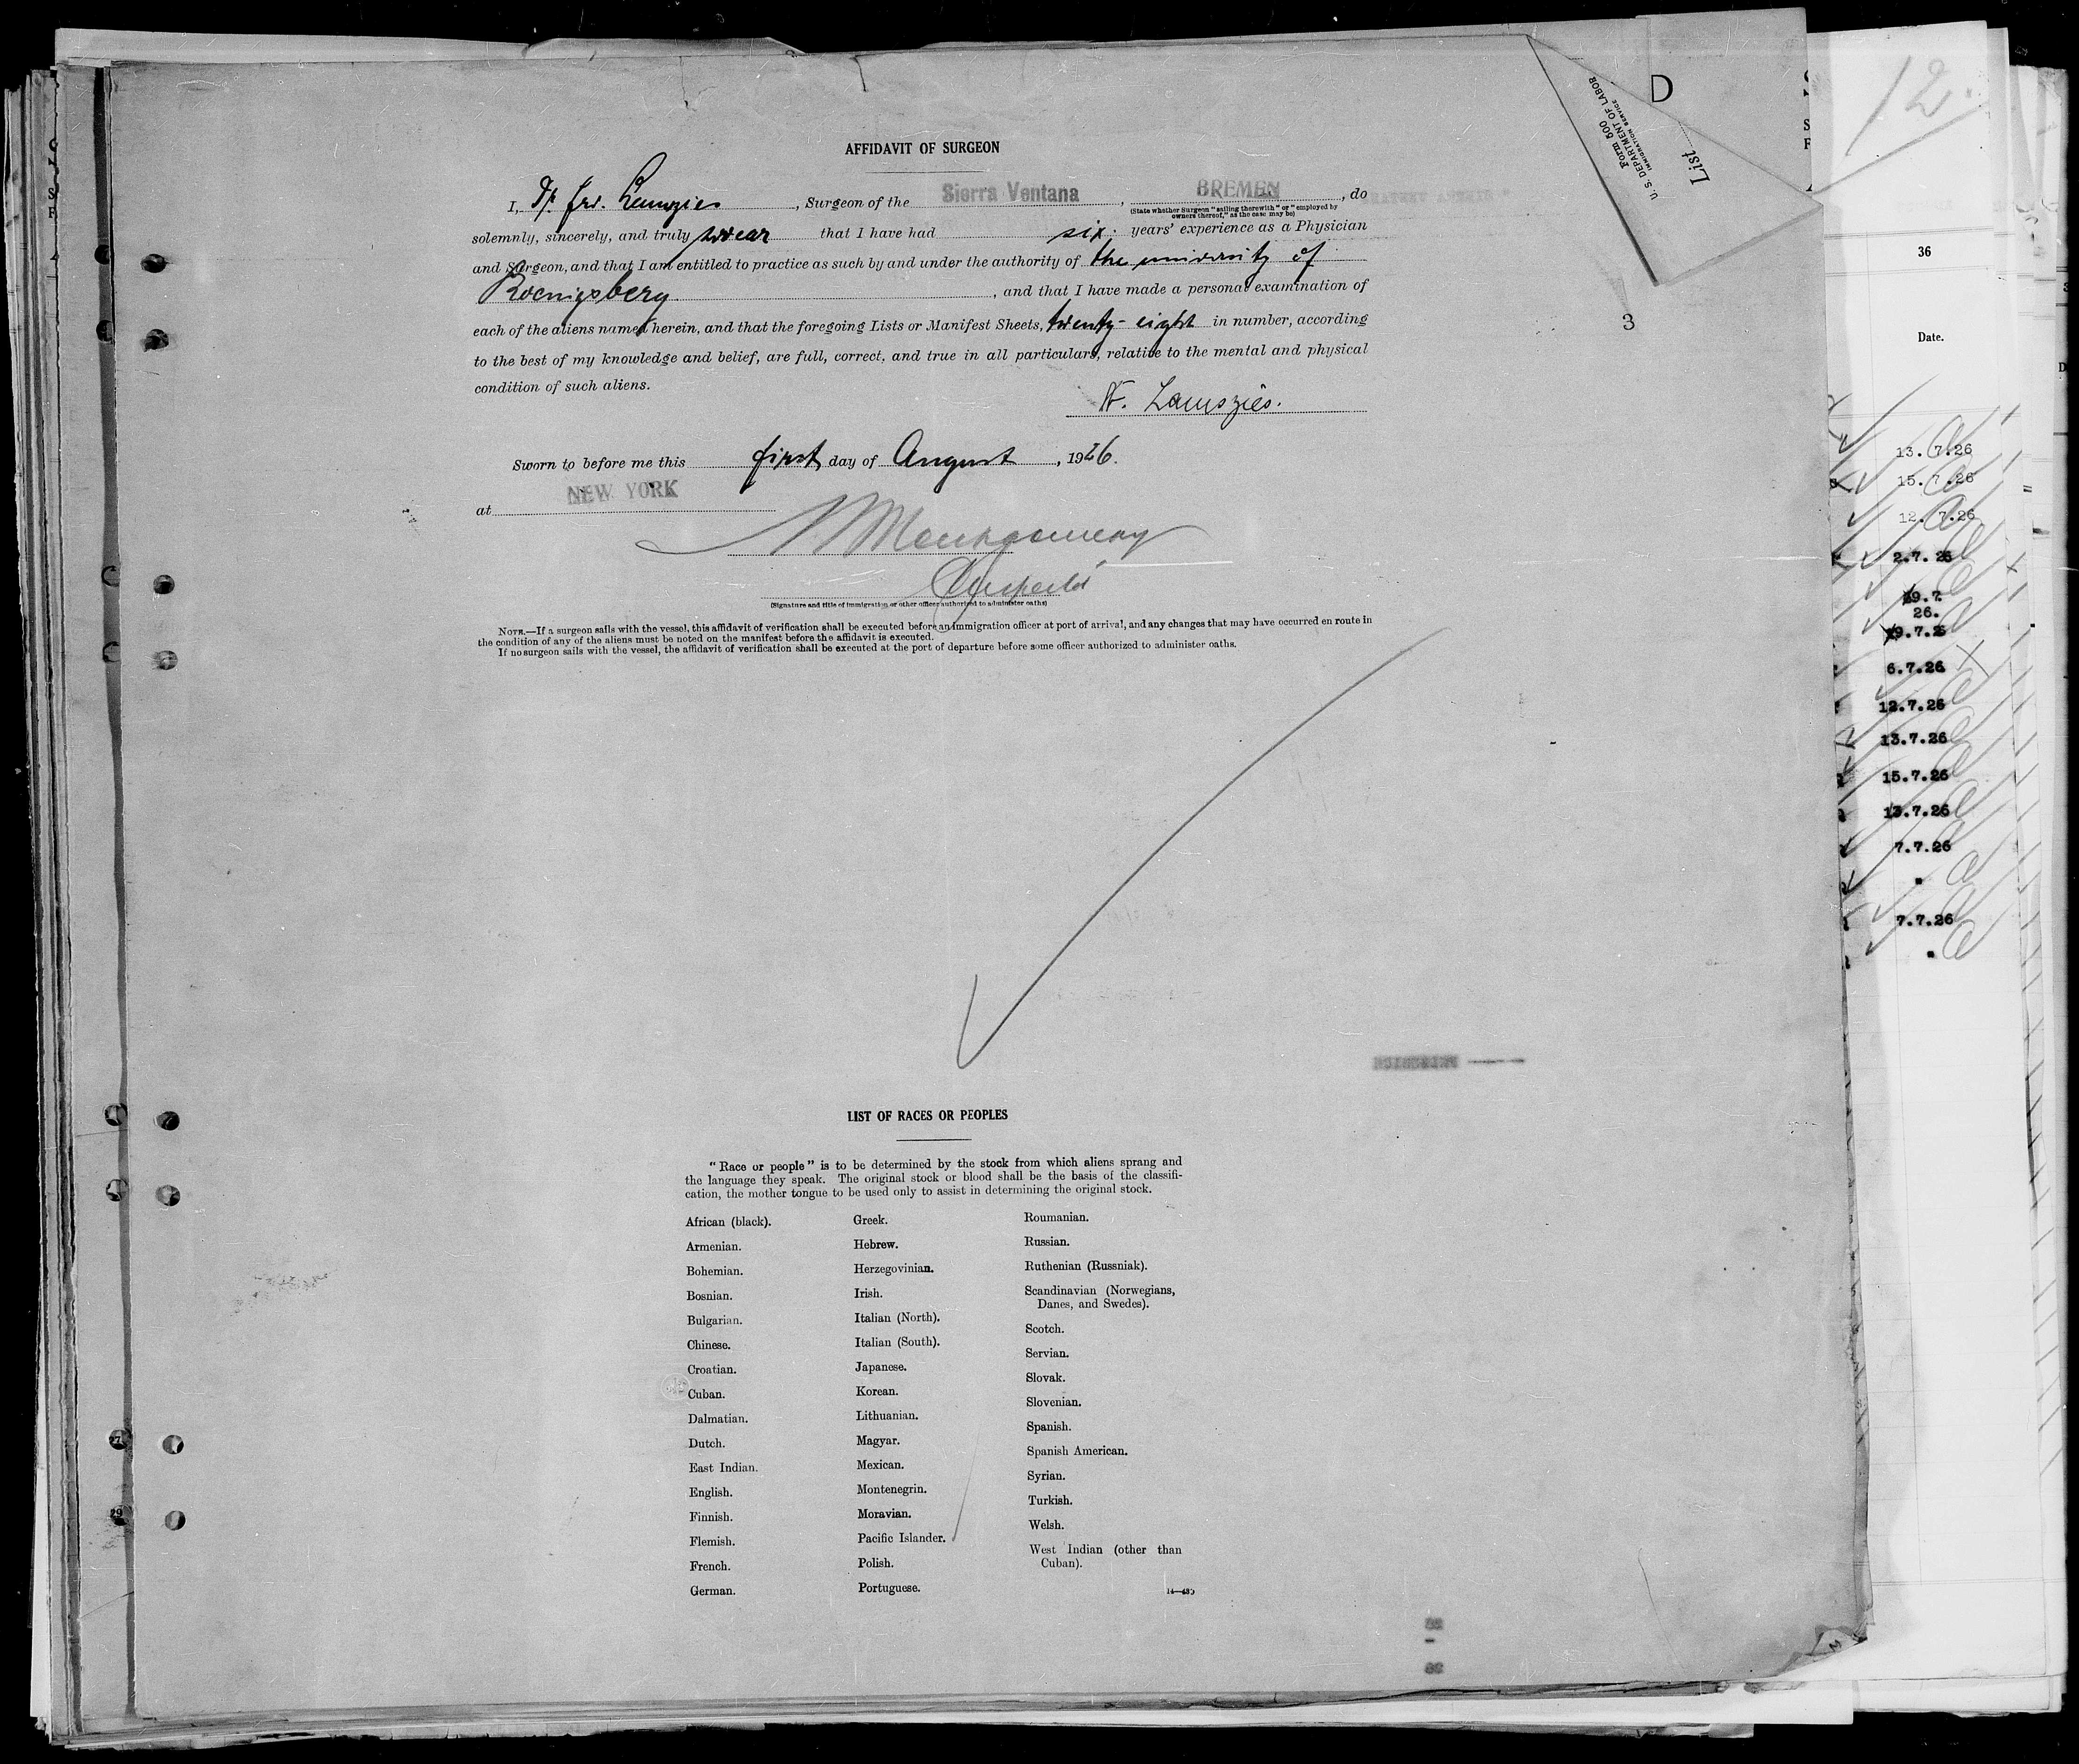 AFFIDAVIT OF SURGEON
I, , Surgeon of the Sierra Ventana , BREMEN , do
(State whether Surgeon "sailing therewith" or "employed by
owners thereof," as the case may be)
solemnly, sincerely, and truly swear that I have had six years' experience as a Physician
and Surgeon, and that I am entitled to practice as such by and under the authority of the university of
Koenigsberg , and that I have made a personal examination of
each of the aliens named herein, and that the foregoing Lists or Manifest Sheets, twenty-eight in number, according
to the best of my knowledge and belief, are full, correct, and true in all particulars, relative to the mental and physical
condition of such aliens.
Sworn to before me this first day of August , 1926.
at NEW YORK
Montgomery
(Signature and title of immigration or other officer authorized to administer oaths)
NOTE.—If a surgeon sails with the vessel, this affidavit of verification shall be executed before an immigration officer at port of arrival, and any changes that may have occurred en route in
the condition of any of the aliens must be noted on the manifest before the affidavit is executed.
If no surgeon sails with the vessel, the affidavit of verification shall be executed at the port of departure before some officer authorized to administer oaths.
LIST OF RACES OR PEOPLES
"Race or people" is to be determined by the stock from which aliens sprang and
the language they speak. The original stock or blood shall be the basis of the classifi-
cation, the mother tongue to be used only to assist in determining the original stock.
African (black).
Armenian.
Bohemian.
Bosnian.
Bulgarian.
Chinese.
Croatian.
Cuban.
Dalmatian.
Dutch.
East Indian.
English.
Finnish.
Flemish.
French.
German.
Greek.
Hebrew.
Herzegovinian.
Irish.
Italian (North).
Italian (South).
Japanese.
Korean.
Lithuanian.
Magyar.
Mexican.
Montenegrin.
Moravian.
Pacific Islander.
Polish.
Portuguese.
Roumanian.
Russian.
Ruthenian (Russniak).
Scandinavian (Norwegians,
Danes, and Swedes).
Scotch.
Servian.
Slovak.
Slovenian.
Spanish.
Spanish American.
Syrian.
Turkish.
Welsh.
West Indian (other than
Cuban).
D
Form 500
U. S. DEPARTMENT OF LABOR
IMMIGRATION SERVICE
List
3
12.
36
Date.
13.7.26
15.7.26
12.7.26
2.7.26
9.7.
26.
9.7.26
6.7.26
12.7.26
13.7.26
15.7.26
13.7.26
7.7.26
"
7.7.26
"